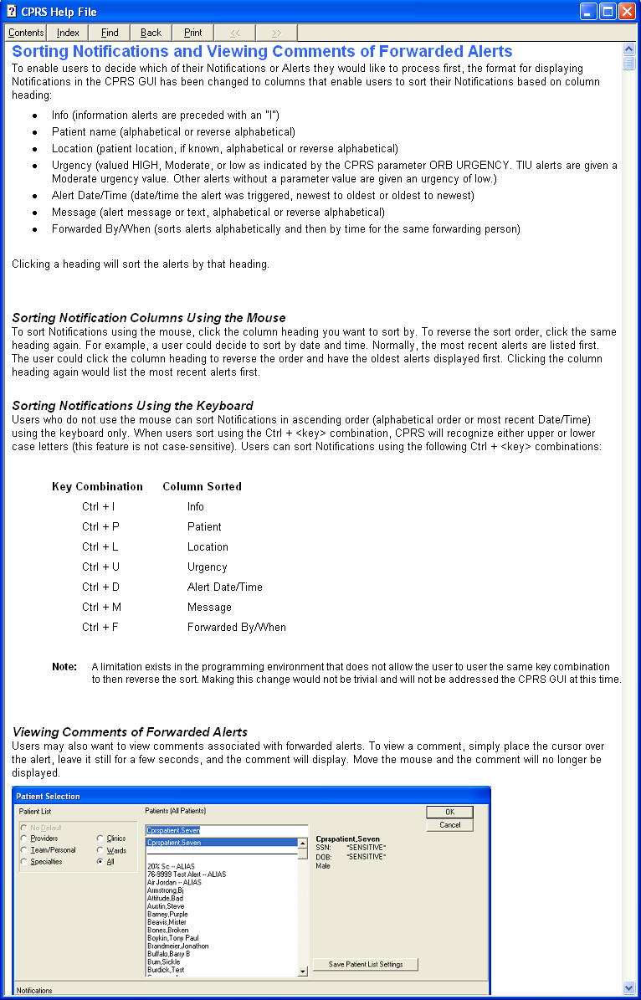 CPRS Help File
Contents Index Find Back Print << >>
Sorting Notifications and Viewing Comments of Forwarded Alerts
To enable users to decide which of their Notifications or Alerts they would like to process first, the format for displaying
Notifications in the CPRS GUI has been changed to columns that enable users to sort their Notifications based on column
heading:
• Info (information alerts are preceded with an "I")
• Patient name (alphabetical or reverse alphabetical)
• Location (patient location, if known, alphabetical or reverse alphabetical)
• Urgency (valued HIGH, Moderate, or low as indicated by the CPRS parameter ORB URGENCY. TIU alerts are given a
Moderate urgency value. Other alerts without a parameter value are given an urgency of low.)
• Alert Date/Time (date/time the alert was triggered, newest to oldest or oldest to newest)
• Message (alert message or text, alphabetical or reverse alphabetical)
• Forwarded By/When (sorts alerts alphabetically and then by time for the same forwarding person)
Clicking a heading will sort the alerts by that heading.
Sorting Notification Columns Using the Mouse
To sort Notifications using the mouse, click the column heading you want to sort by. To reverse the sort order, click the same
heading again. For example, a user could decide to sort by date and time. Normally, the most recent alerts are listed first.
The user could click the column heading to reverse the order and have the oldest alerts displayed first. Clicking the column
heading again would list the most recent alerts first.
Sorting Notifications Using the Keyboard
Users who do not use the mouse can sort Notifications in ascending order (alphabetical order or most recent Date/Time)
using the keyboard only. When users sort using the Ctrl + <key> combination, CPRS will recognize either upper or lower
case letters (this feature is not case-sensitive). Users can sort Notifications using the following Ctrl + <key> combinations:
Key Combination Column Sorted
Ctrl + I Info
Ctrl + P Patient
Ctrl + L Location
Ctrl + U Urgency
Ctrl + D Alert Date/Time
Ctrl + M Message
Ctrl + F Forwarded By/When
Note: A limitation exists in the programming environment that does not allow the user to user the same key combination
to then reverse the sort. Making this change would not be trivial and will not be addressed the CPRS GUI at this time.
Viewing Comments of Forwarded Alerts
Users may also want to view comments associated with forwarded alerts. To view a comment, simply place the cursor over
the alert, leave it still for a few seconds, and the comment will display. Move the mouse and the comment will no longer be
displayed.
Patient Selection
Patient List
No Default
Providers Clinics
Team/Personal Wards
Specialties All
Patients (All Patients)
Cprspatient,Seven
Cprspatient,Seven
20% Sc -- ALIAS
76-9999 Test Alert -- ALIAS
Air Jordan -- ALIAS
Armstrong,Bj
Attitude,Bad
Austin,Steve
Barney,Purple
Beavis,Mister
Bones,Broken
Boykin,Tony Paul
Brandmeier,Jonathon
Buffalo,Barry B
Bum,Sickle
Burdick,Test
OK
Cancel
Cprspatient,Seven
SSN: *SENSITIVE*
DOB: *SENSITIVE*
Male
Save Patient List Settings
Notifications